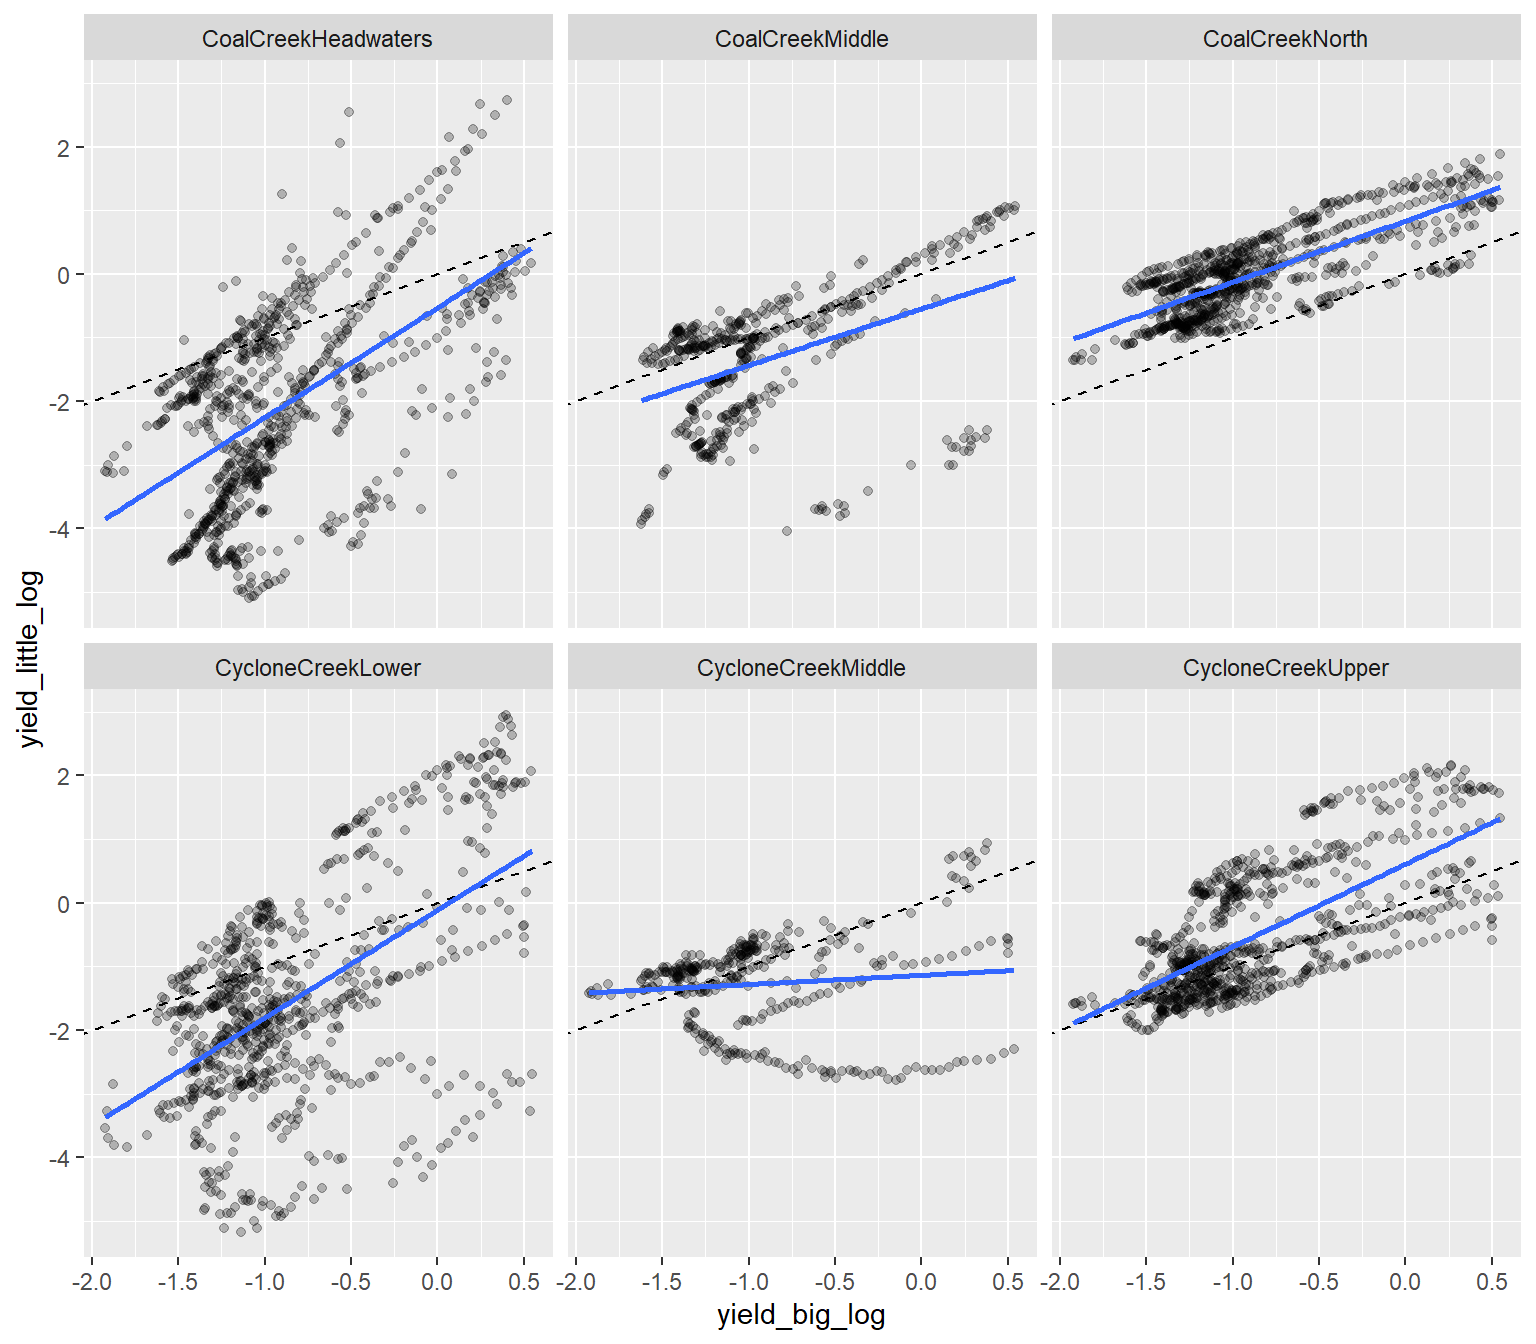 CoalCreekHeadwaters CoalCreekMiddle CoalCreekNorth
2
0
-2
-4
yield_little_log
CycloneCreekLower CycloneCreekMiddle CycloneCreekUpper
2
0
-2
-4
-2.0 -1.5 -1.0 -0.5 0.0 0.5 -2.0 -1.5 -1.0 -0.5 0.0 0.5 -2.0 -1.5 -1.0 -0.5 0.0 0.5
yield_big_log